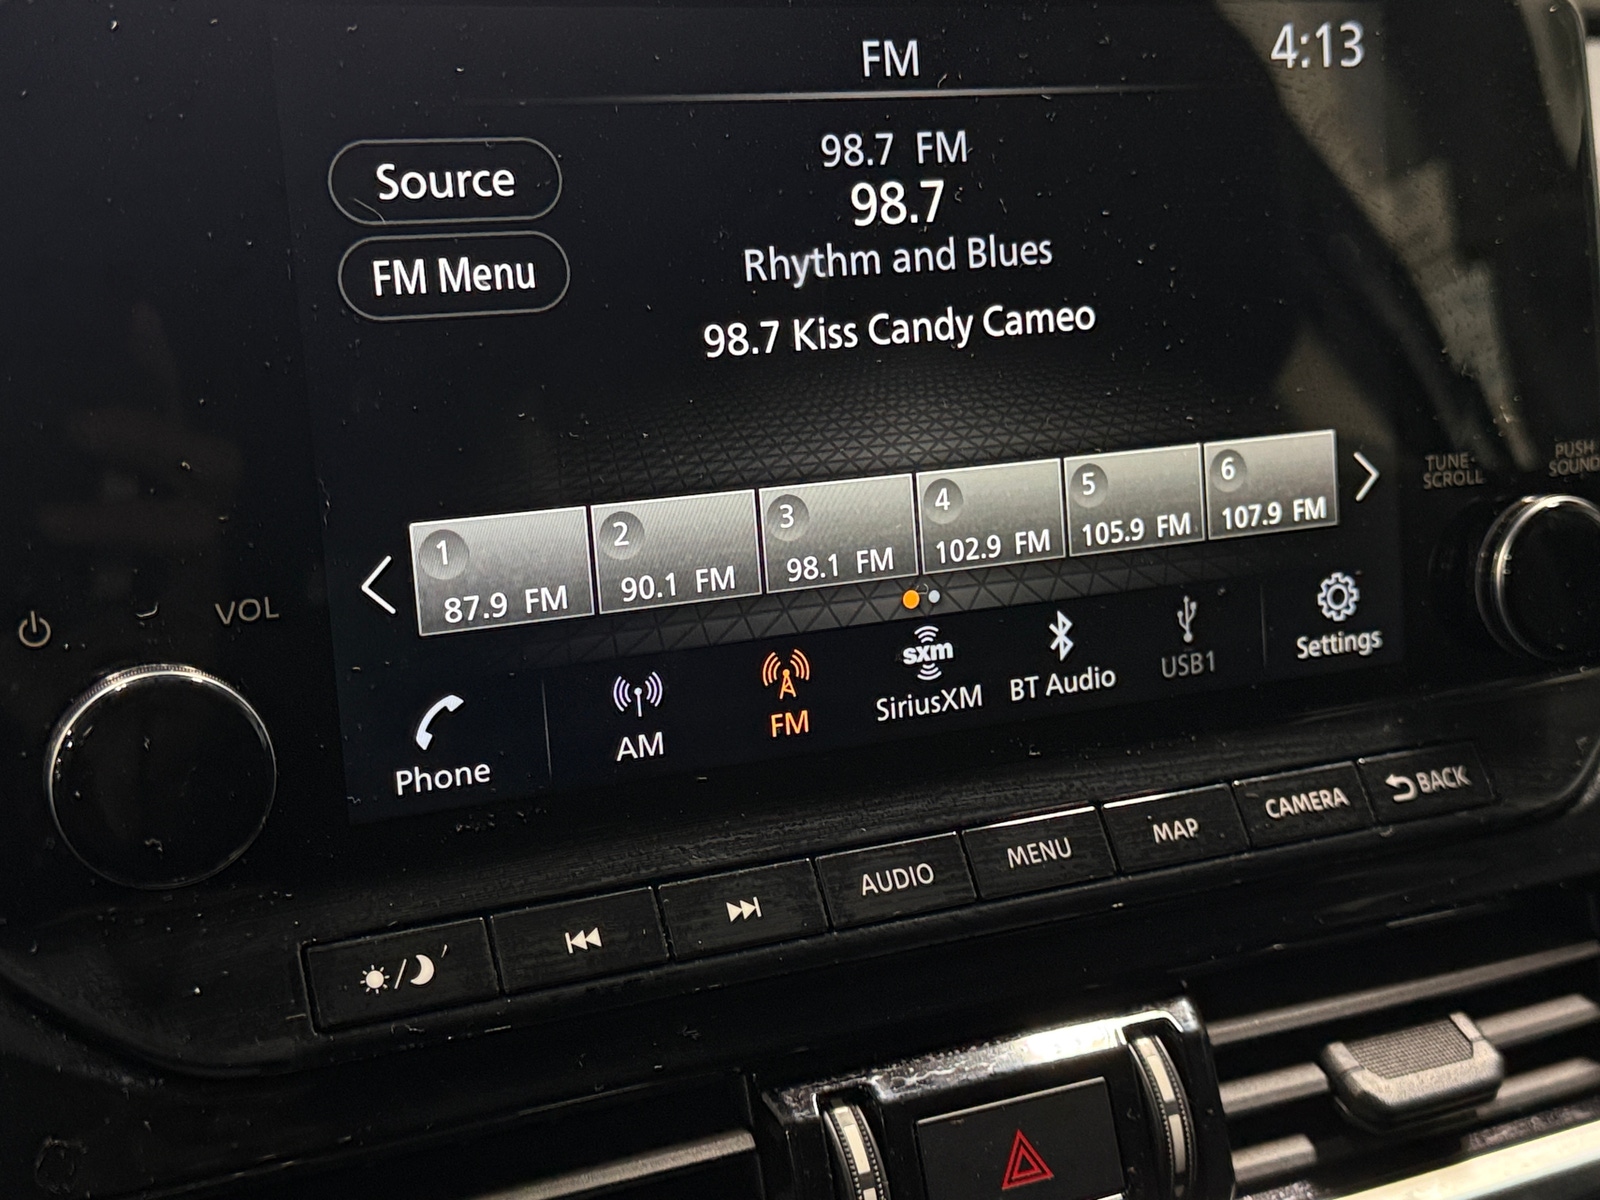 FM
4:13
Source
FM Menu
98.7 FM
98.7
Rhythm and Blues
98.7 Kiss Candy Cameo
1
87.9 FM
2
90.1 FM
3
98.1 FM
4
102.9 FM
5
105.9 FM
6
107.9 FM
TUNE·
SCROLL
PUSH
SOUND
VOL
Phone
AM
FM
sxm
SiriusXM
BT Audio
USB1
Settings
AUDIO
MENU
MAP
CAMERA
BACK